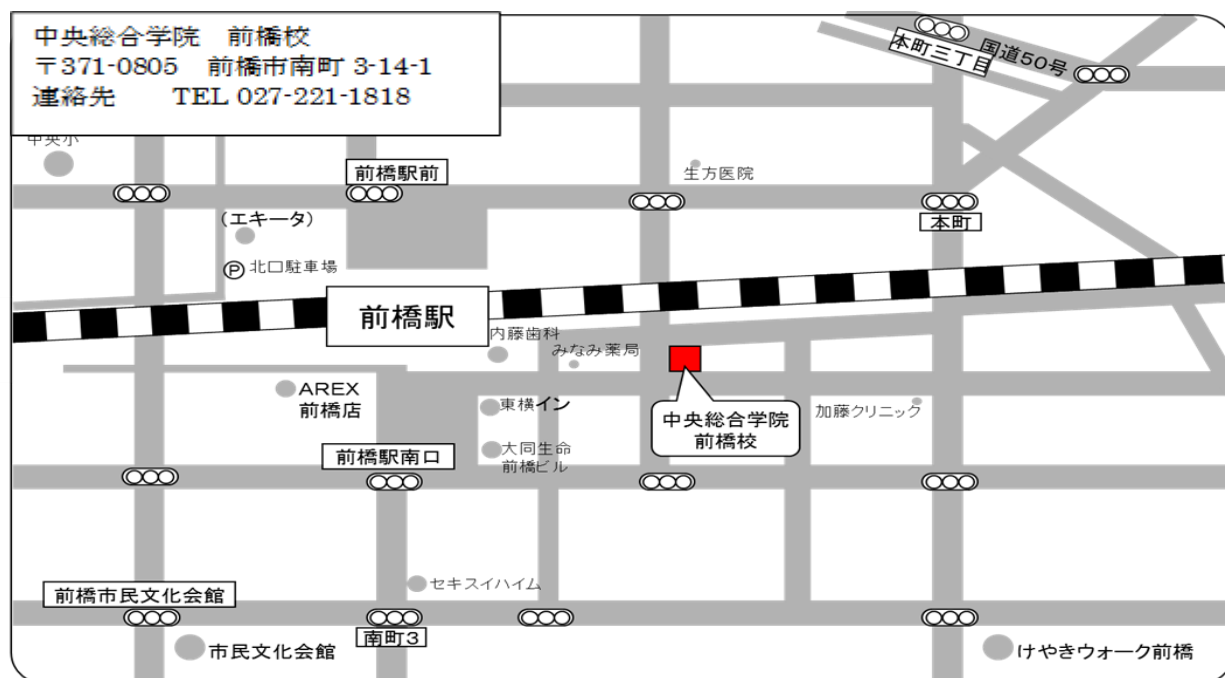 中央総合学院　前橋校
〒371-0805　前橋市南町 3-14-1
連絡先　　TEL 027-221-1818
本町三丁目
国道50号
中央小
前橋駅前
生方医院
(エキータ)
本町
P 北口駐車場
前橋駅
内藤歯科
みなみ薬局
AREX
前橋店
東横イン
中央総合学院
前橋校
加藤クリニック
大同生命
前橋ビル
前橋駅南口
セキスイハイム
前橋市民文化会館
南町3
市民文化会館
けやきウォーク前橋